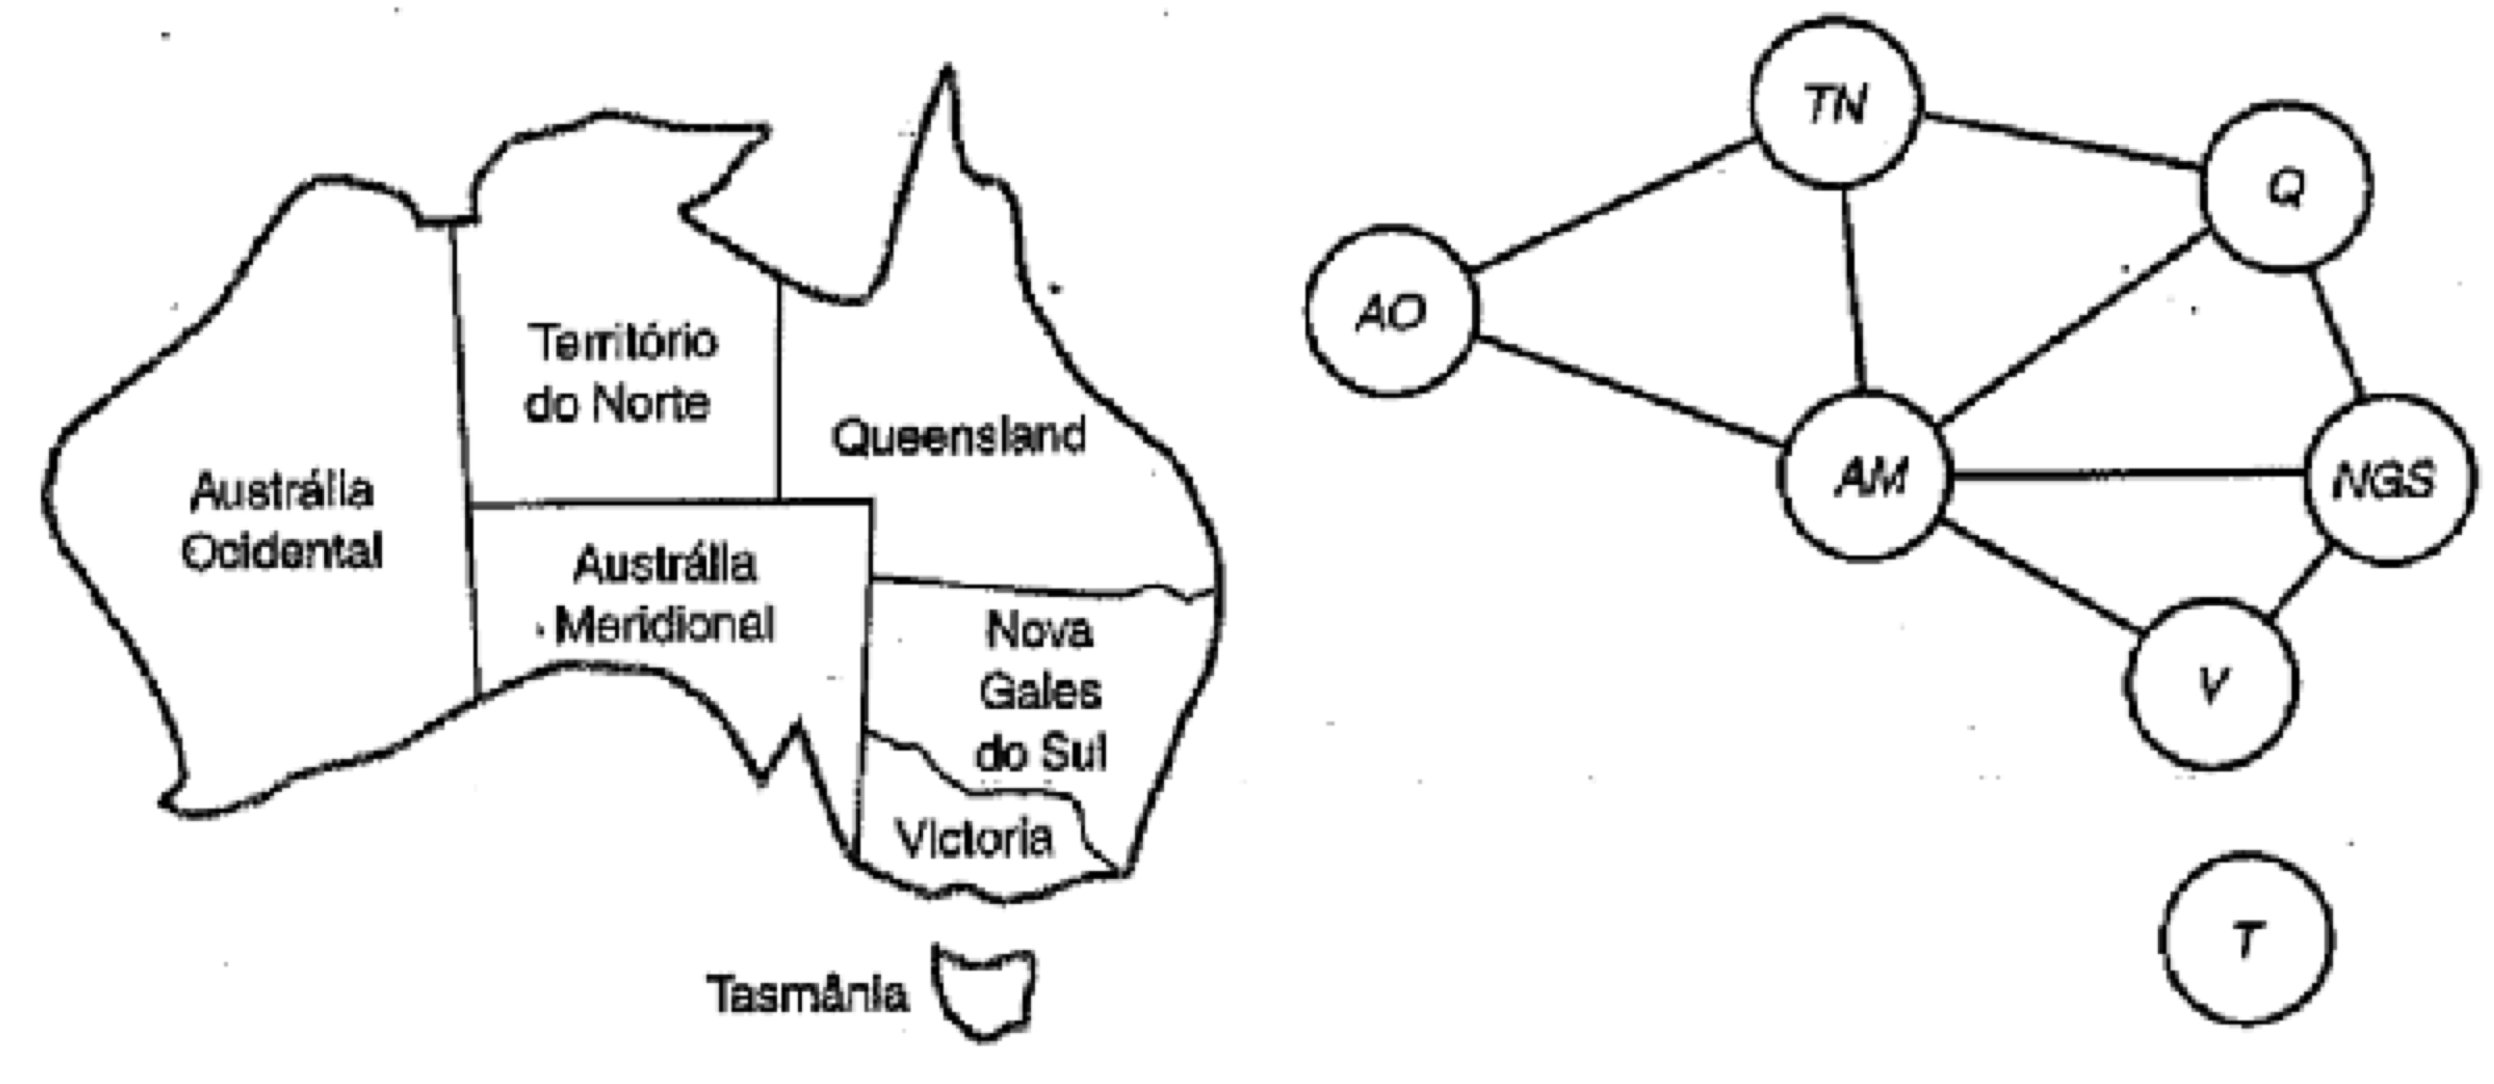 Território
do Norte
Queensland
Austrália
Ocidental
Austrália
Meridional
Nova
Gales
do Sul
Victoria
Tasmânia
TN
Q
AO
AM
NGS
V
T